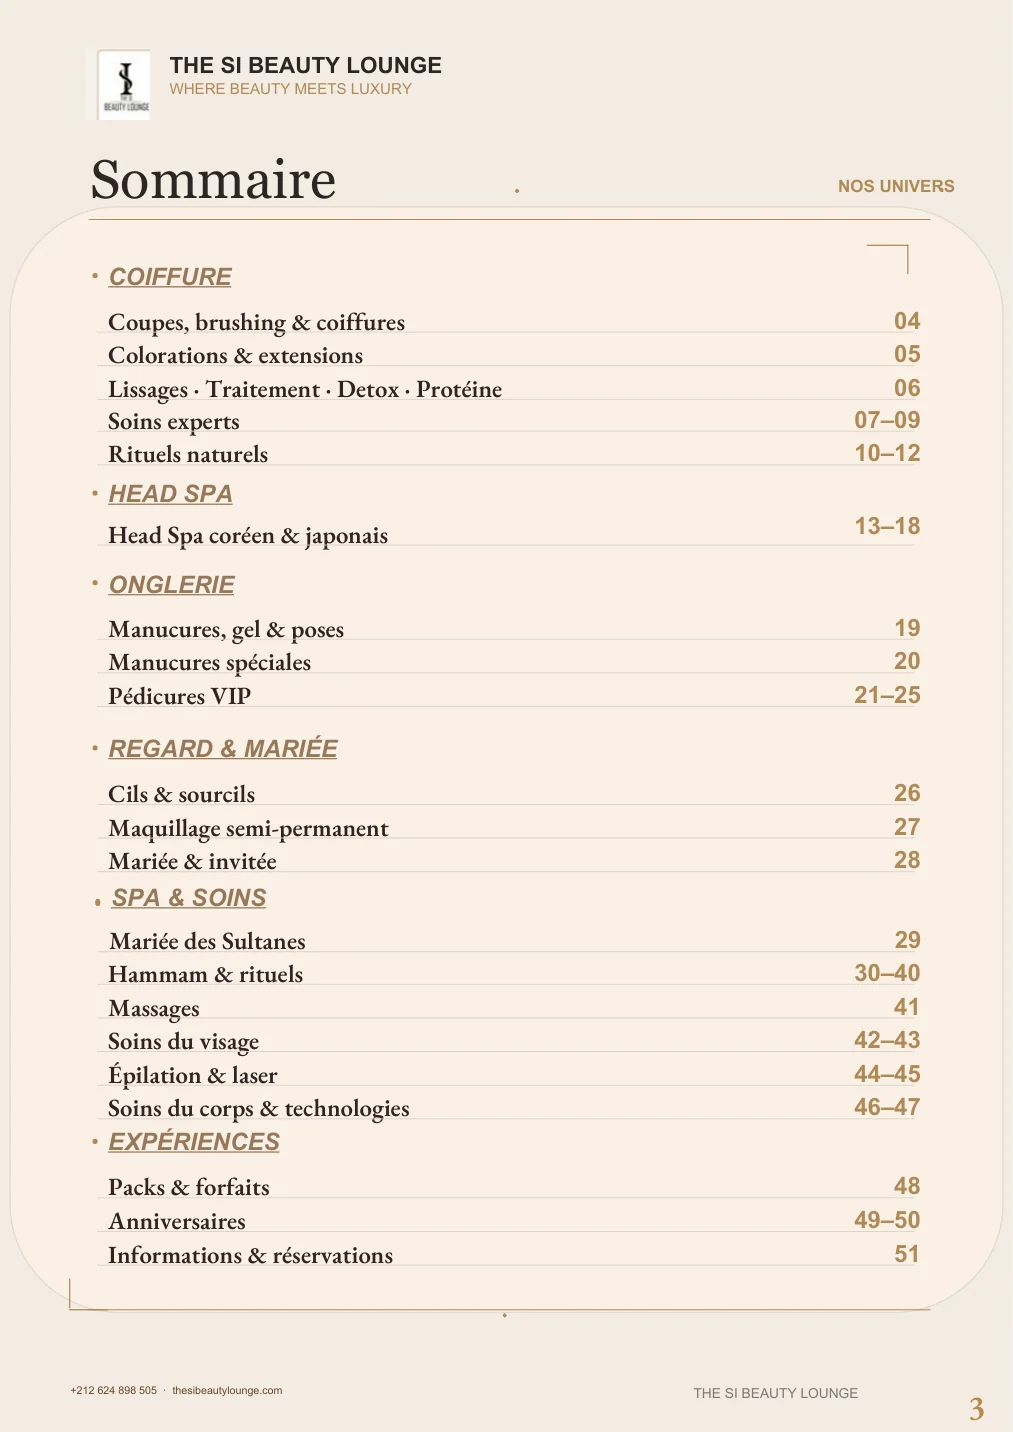 BEAUTY LOUNGE
THE SI BEAUTY LOUNGE
WHERE BEAUTY MEETS LUXURY
Sommaire
NOS UNIVERS
• COIFFURE
Coupes, brushing & coiffures 04
Colorations & extensions 05
Lissages · Traitement · Detox · Protéine 06
Soins experts 07–09
Rituels naturels 10–12
• HEAD SPA
Head Spa coréen & japonais 13–18
• ONGLERIE
Manucures, gel & poses 19
Manucures spéciales 20
Pédicures VIP 21–25
• REGARD & MARIÉE
Cils & sourcils 26
Maquillage semi-permanent 27
Mariée & invitée 28
• SPA & SOINS
Mariée des Sultanes 29
Hammam & rituels 30–40
Massages 41
Soins du visage 42–43
Épilation & laser 44–45
Soins du corps & technologies 46–47
• EXPÉRIENCES
Packs & forfaits 48
Anniversaires 49–50
Informations & réservations 51
+212 624 898 505 · thesibeautylounge.com
THE SI BEAUTY LOUNGE
3